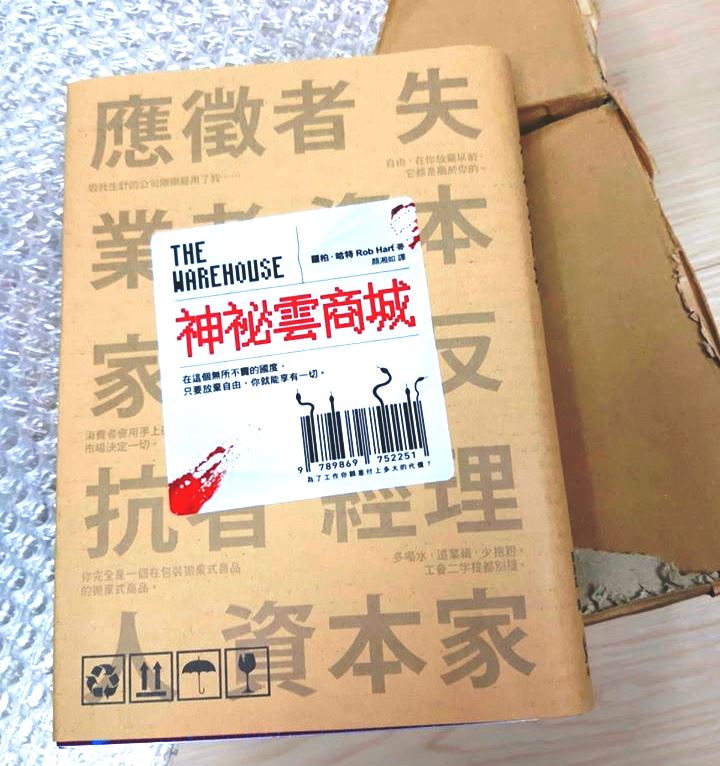 應徵者 失
給我生計的公司剛剛殺死了我……
自由,在你放棄以前,
它都是屬於你的。
業者 資本
THE
WAREHOUSE
羅柏·哈特 Rob Hart 著
顏湘如 譯
神祕雲商城
在這個無所不賣的國度,
只要放棄自由,你就能享有一切。
家 反
消費者會用手上
市場決定一切。
9 789869 752251
為了工作你願意付上多大的代價?
抗者 經理
你完全是一個在包裝拋棄式商品
的拋棄式商品。
多喝水,追業績,少抱怨,
工會二字提都別提。
人 資本家